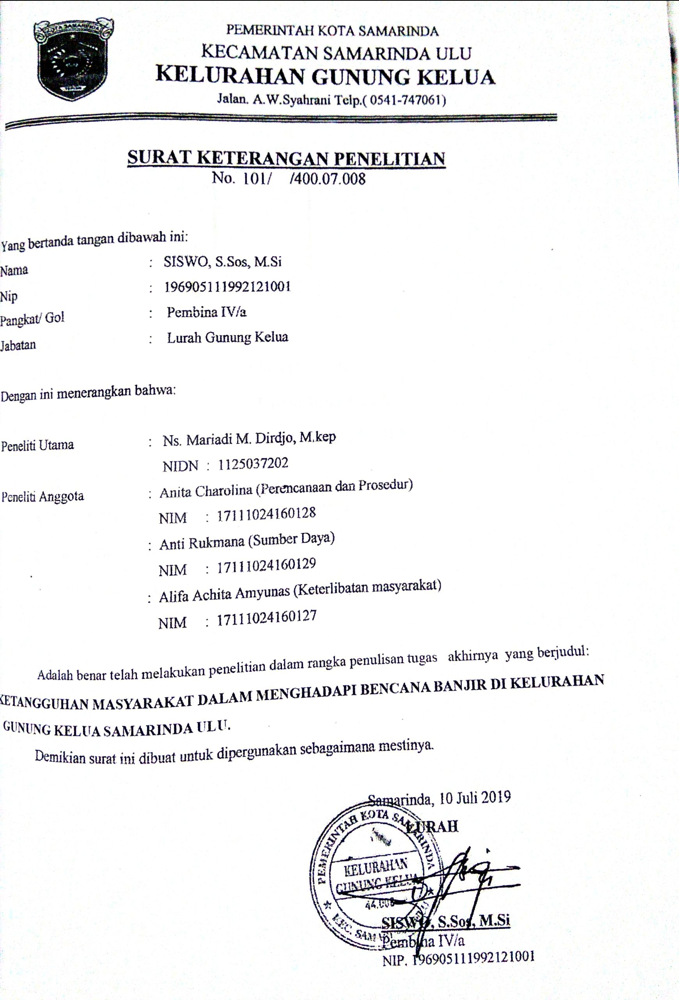 KOTA SAMARINDA
PEMERINTAH KOTA SAMARINDA
KECAMATAN SAMARINDA ULU
KELURAHAN GUNUNG KELUA
Jalan. A.W.Syahrani Telp.( 0541-747061)
SURAT KETERANGAN PENELITIAN
No. 101/ /400.07.008
Yang bertanda tangan dibawah ini:
Nama : SISWO, S.Sos, M.Si
Nip : 196905111992121001
Pangkat/ Gol : Pembina IV/a
Jabatan : Lurah Gunung Kelua
Dengan ini menerangkan bahwa:
Peneliti Utama : Ns. Mariadi M. Dirdjo, M.kep
NIDN : 1125037202
Peneliti Anggota : Anita Charolina (Perencanaan dan Prosedur)
NIM : 17111024160128
: Anti Rukmana (Sumber Daya)
NIM : 17111024160129
: Alifa Achita Amyunas (Keterlibatan masyarakat)
NIM : 17111024160127
Adalah benar telah melakukan penelitian dalam rangka penulisan tugas akhirnya yang berjudul:
KETANGGUHAN MASYARAKAT DALAM MENGHADAPI BENCANA BANJIR DI KELURAHAN
GUNUNG KELUA SAMARINDA ULU.
Demikian surat ini dibuat untuk dipergunakan sebagaimana mestinya.
Samarinda, 10 Juli 2019
LURAH
PEMERINTAH KOTA SAMARINDA
KELURAHAN
GUNUNG KELUA
44.008
KEC.
SISWO, S.Sos, M.Si
Pembina IV/a
NIP. 196905111992121001